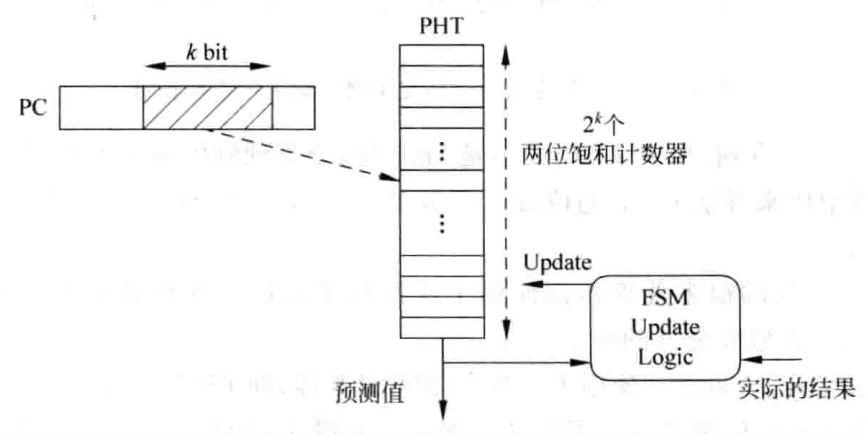 PHT
k bit
PC
2^k个
两位饱和计数器
⋮
⋮
Update
FSM
Update
Logic
预测值
实际的结果